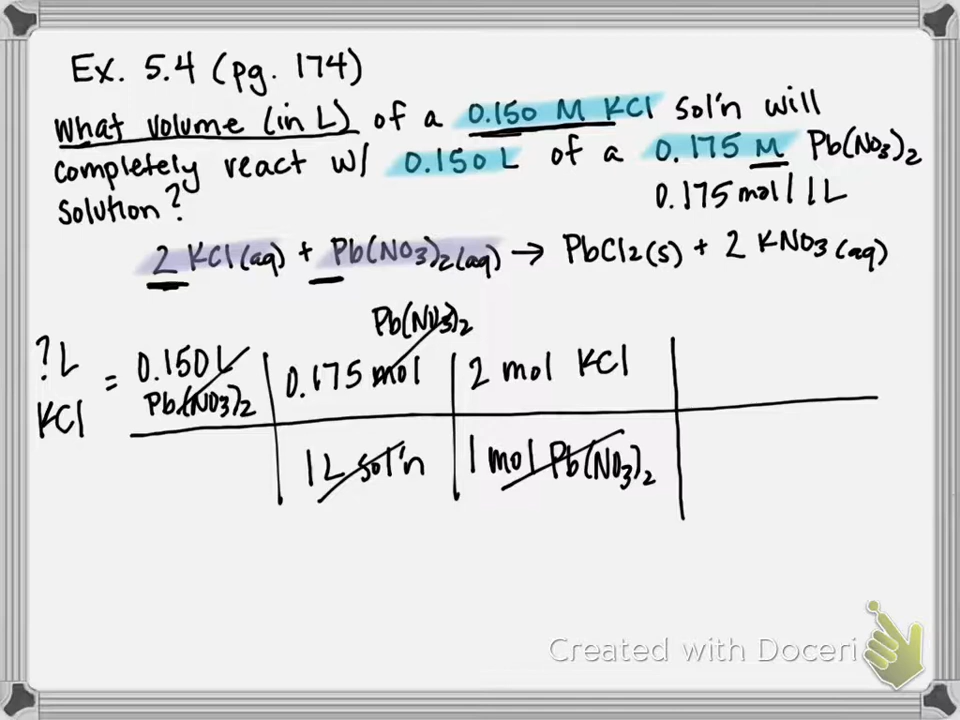 Ex. 5.4 (pg. 174)
What volume (in L) of a 0.150 M KCl sol'n will
completely react w/ 0.150 L of a 0.175 M Pb(NO3)2
solution?
0.175 mol / 1L
2 KCl(aq) + Pb(NO3)2(aq) → PbCl2(s) + 2 KNO3(aq)
Pb(NO3)2
? L = 0.150 L 0.175 mol 2 mol KCl
KCl Pb(NO3)2
1 L sol'n 1 mol Pb(NO3)2
Created with Doceri